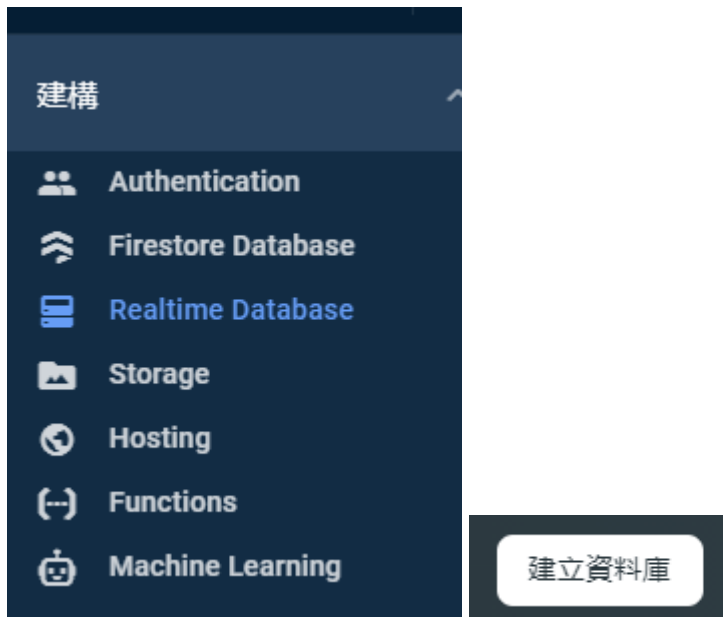 建構
Authentication
Firestore Database
Realtime Database
Storage
Hosting
Functions
Machine Learning
建立資料庫